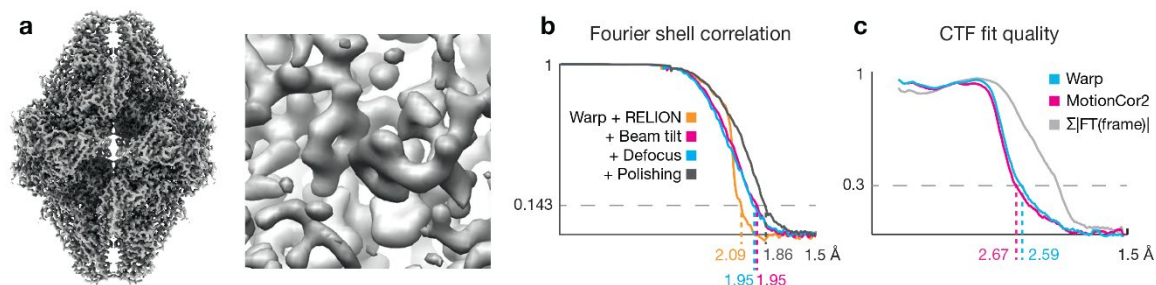 a
b
Fourier shell correlation
1
Warp + RELION
+ Beam tilt
+ Defocus
+ Polishing
0.143
2.09
1.86
1.5 Å
1.95
1.95
c
CTF fit quality
1
Warp
MotionCor2
Σ|FT(frame)|
0.3
2.67
2.59
1.5 Å